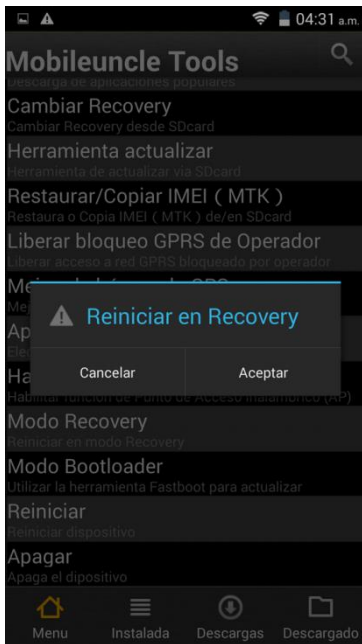 04:31 a.m.
Mobileuncle Tools
Descarga de aplicaciones populares
Cambiar Recovery
Cambiar Recovery desde SDcard
Herramienta actualizar
Herramienta de actualizar via SDcard
Restaurar/Copiar IMEI ( MTK )
Restaura o Copia IMEI ( MTK ) de/en SDcard
Liberar bloqueo GPRS de Operador
Liberar acceso a red GPRS bloqueado por operador
Reiniciar en Recovery
Cancelar Aceptar
Habilitar función de Punto de Acceso Inalámbrico (AP)
Modo Recovery
Reiniciar en modo Recovery
Modo Bootloader
Utilizar la herramienta Fastboot para actualizar
Reiniciar
Reiniciar dispositivo
Apagar
Apaga el dipositivo
Menu Instalada Descargas Descargado